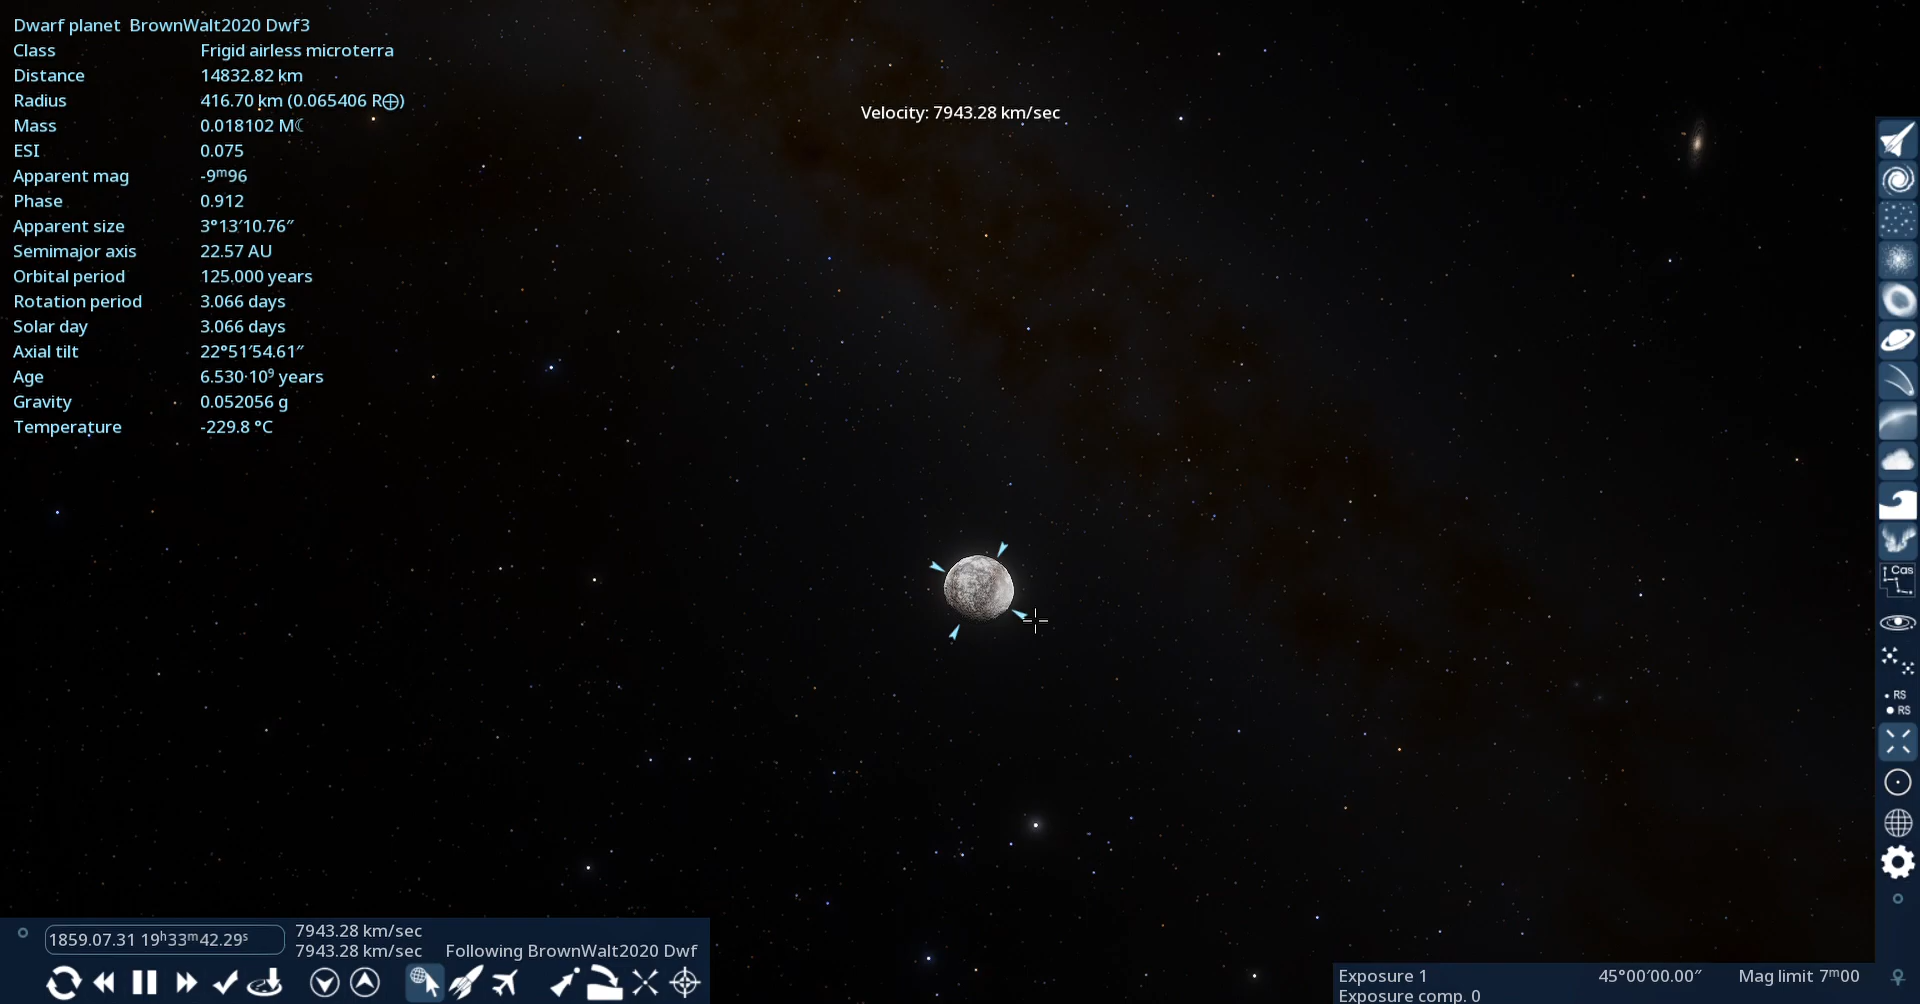 Dwarf planet BrownWalt2020 Dwf3
Class Frigid airless microterra
Distance 14832.82 km
Radius 416.70 km (0.065406 R⊕)
Mass 0.018102 M☾
ESI 0.075
Apparent mag -9ᵐ96
Phase 0.912
Apparent size 3°13′10.76″
Semimajor axis 22.57 AU
Orbital period 125.000 years
Rotation period 3.066 days
Solar day 3.066 days
Axial tilt 22°51′54.61″
Age 6.530·10⁹ years
Gravity 0.052056 g
Temperature -229.8 °C
Velocity: 7943.28 km/sec
Cas
RS
RS
1859.07.31 19ʰ33ᵐ42.29ˢ
7943.28 km/sec
7943.28 km/sec Following BrownWalt2020 Dwf
Exposure 1 45°00′00.00″ Mag limit 7ᵐ00
Exposure comp. 0